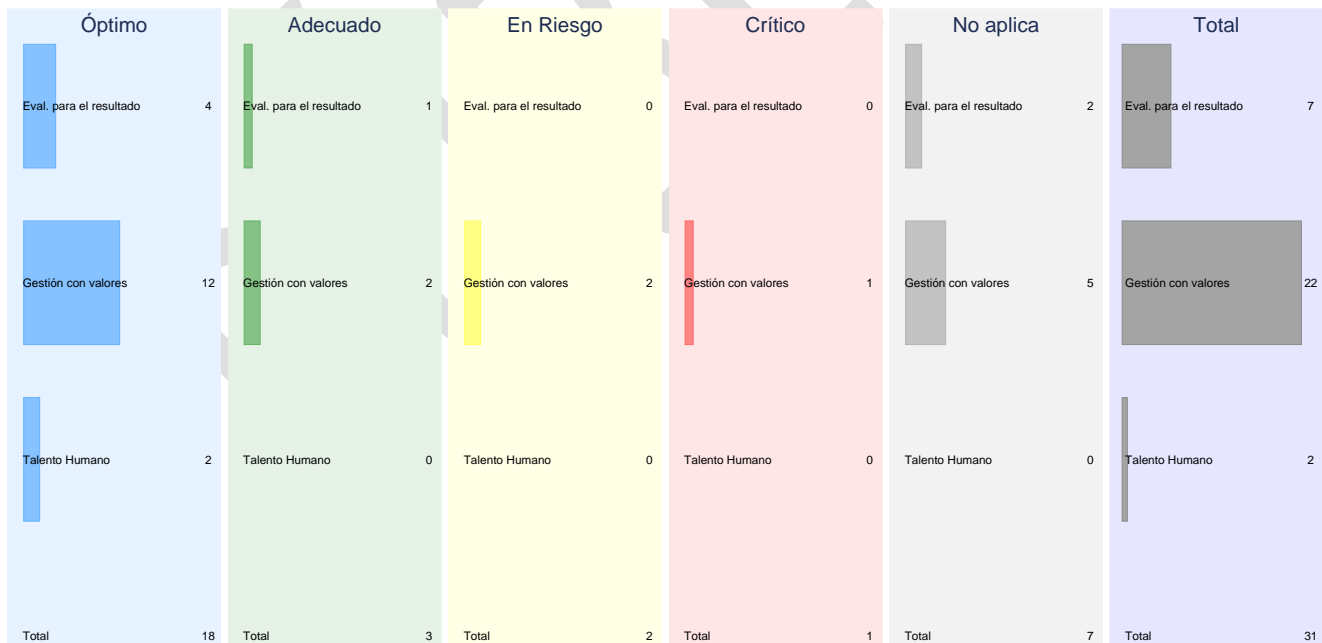 Óptimo Adecuado En Riesgo Crítico No aplica Total
Eval. para el resultado 4 Eval. para el resultado 1 Eval. para el resultado 0 Eval. para el resultado 0 Eval. para el resultado 2 Eval. para el resultado 7
Gestión con valores 12 Gestión con valores 2 Gestión con valores 2 Gestión con valores 1 Gestión con valores 5 Gestión con valores 22
Talento Humano 2 Talento Humano 0 Talento Humano 0 Talento Humano 0 Talento Humano 0 Talento Humano 2
Total 18 Total 3 Total 2 Total 1 Total 7 Total 31